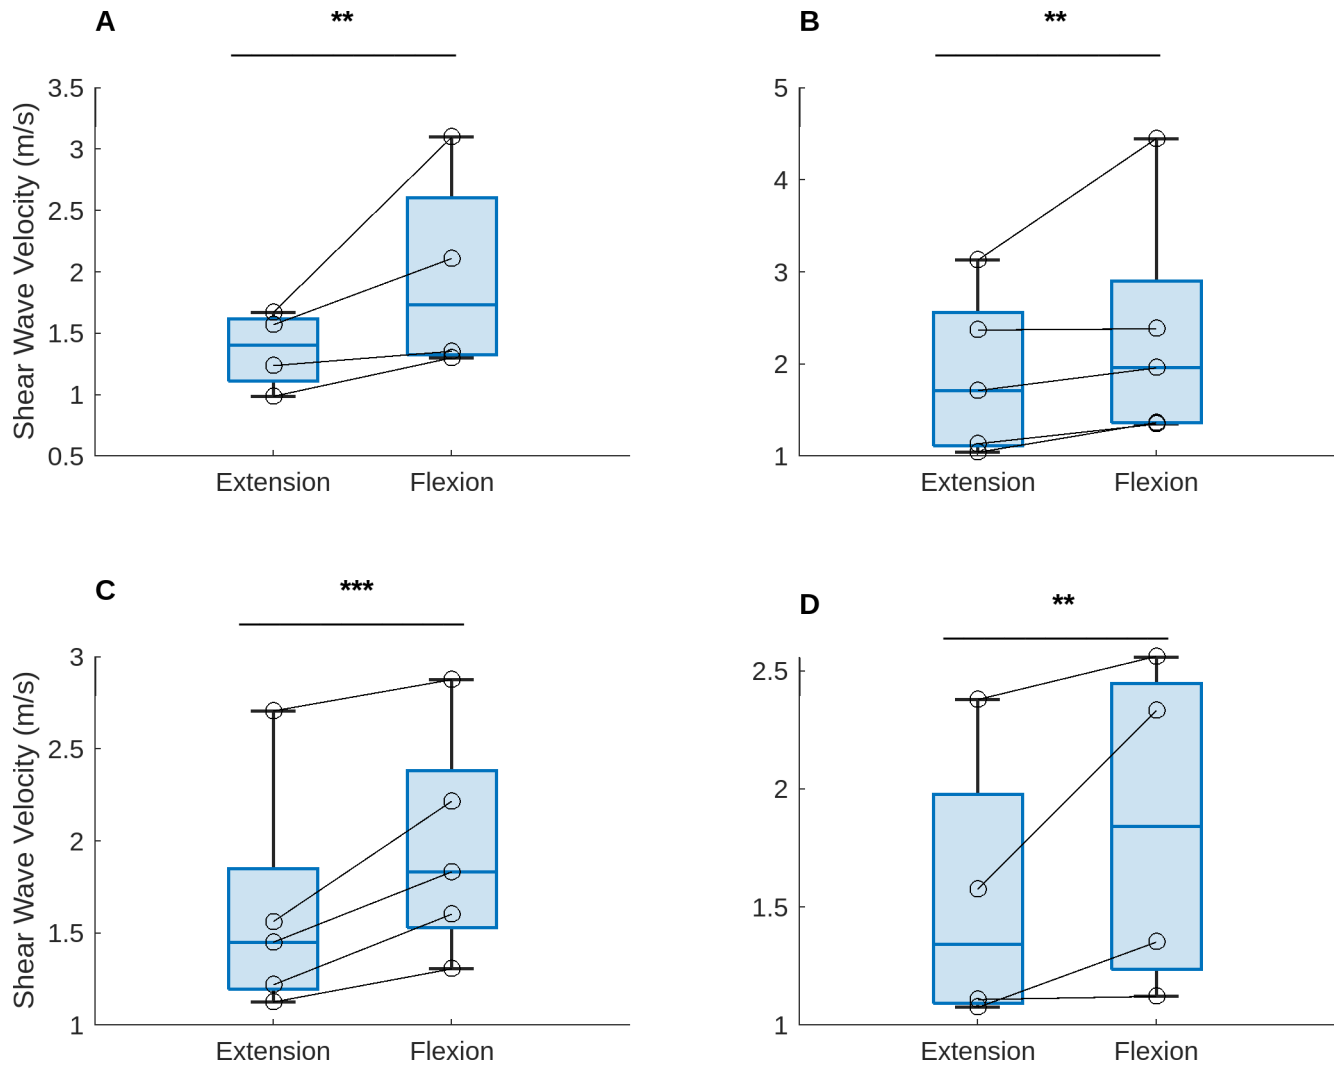 A
**
Shear Wave Velocity (m/s)
3.5
3
2.5
2
1.5
1
0.5
Extension
Flexion
B
**
5
4
3
2
1
Extension
Flexion
C
***
Shear Wave Velocity (m/s)
3
2.5
2
1.5
1
Extension
Flexion
D
**
2.5
2
1.5
1
Extension
Flexion